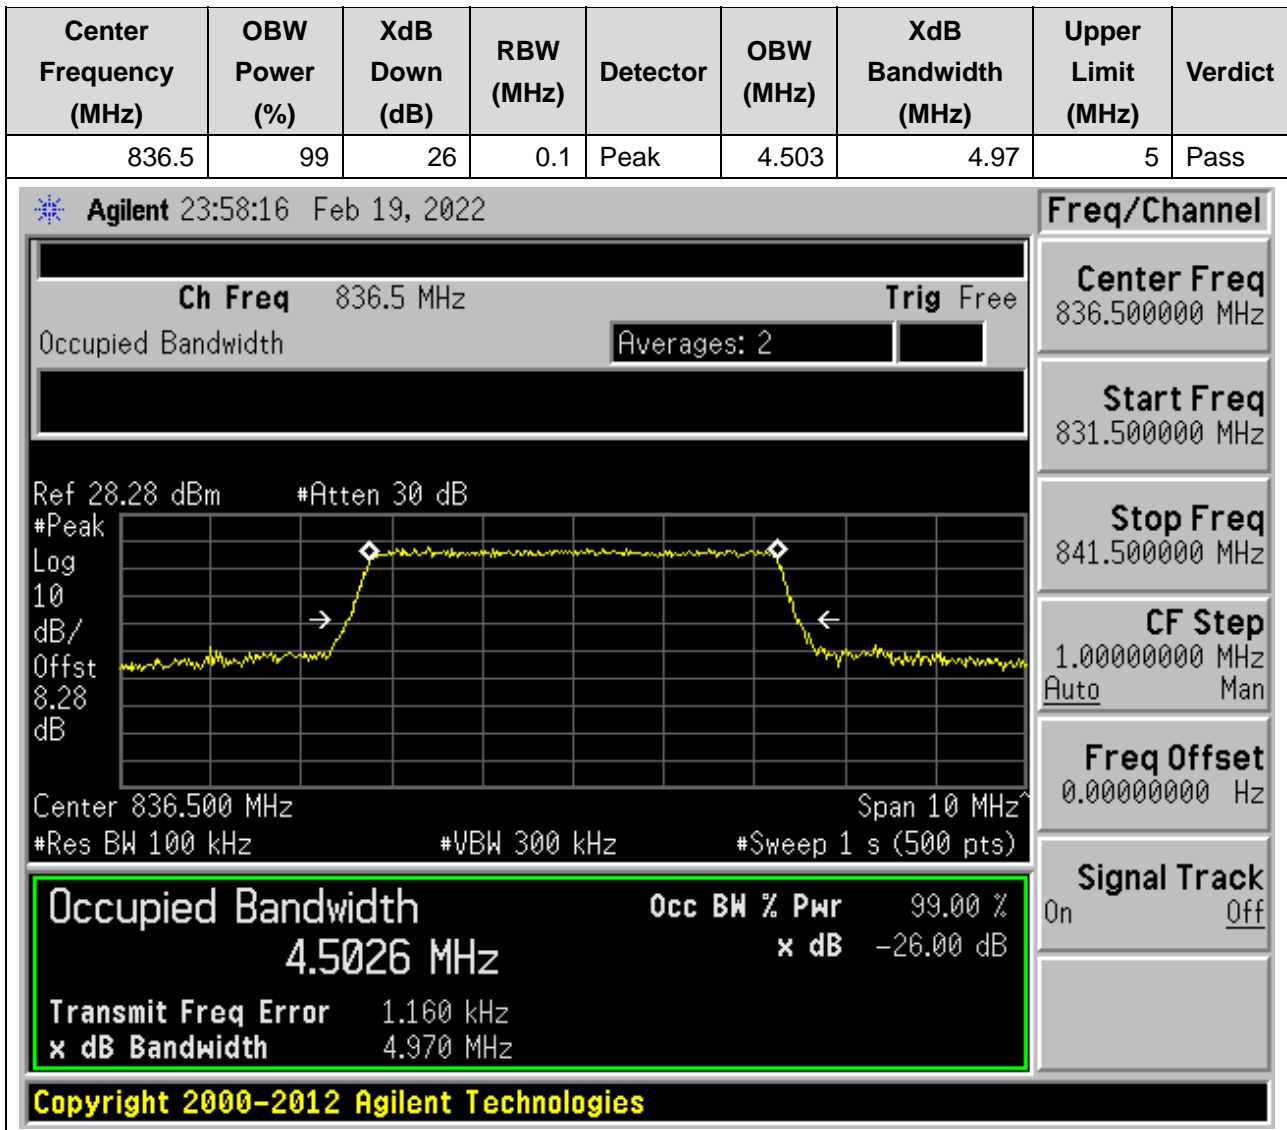 Center Frequency (MHz) OBW Power (%) XdB Down (dB) RBW (MHz) Detector OBW (MHz) XdB Bandwidth (MHz) Upper Limit (MHz) Verdict
836.5 99 26 0.1 Peak 4.503 4.97 5 Pass
Agilent 23:58:16 Feb 19, 2022
Freq/Channel
Ch Freq 836.5 MHz Trig Free
Occupied Bandwidth Averages: 2
Ref 28.28 dBm #Atten 30 dB
#Peak
Log
10
dB/
Offst
8.28
dB
Center 836.500 MHz Span 10 MHz^
#Res BW 100 kHz #VBW 300 kHz #Sweep 1 s (500 pts)
Occupied Bandwidth Occ BW % Pwr 99.00 %
4.5026 MHz x dB -26.00 dB
Transmit Freq Error 1.160 kHz
x dB Bandwidth 4.970 MHz
Center Freq
836.500000 MHz
Start Freq
831.500000 MHz
Stop Freq
841.500000 MHz
CF Step
1.00000000 MHz
Auto Man
Freq Offset
0.00000000 Hz
Signal Track
On Off
Copyright 2000-2012 Agilent Technologies